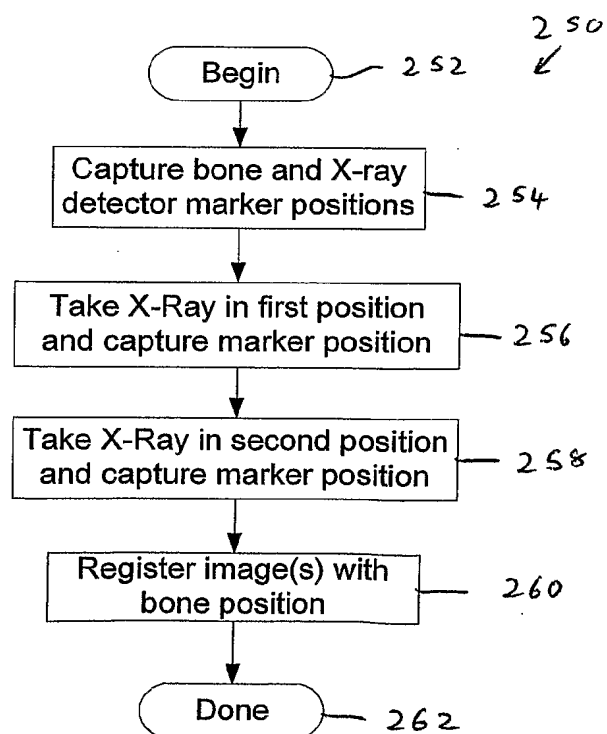 250
Begin
252
Capture bone and X-ray
detector marker positions
254
Take X-Ray in first position
and capture marker position
256
Take X-Ray in second position
and capture marker position
258
Register image(s) with
bone position
260
Done
262